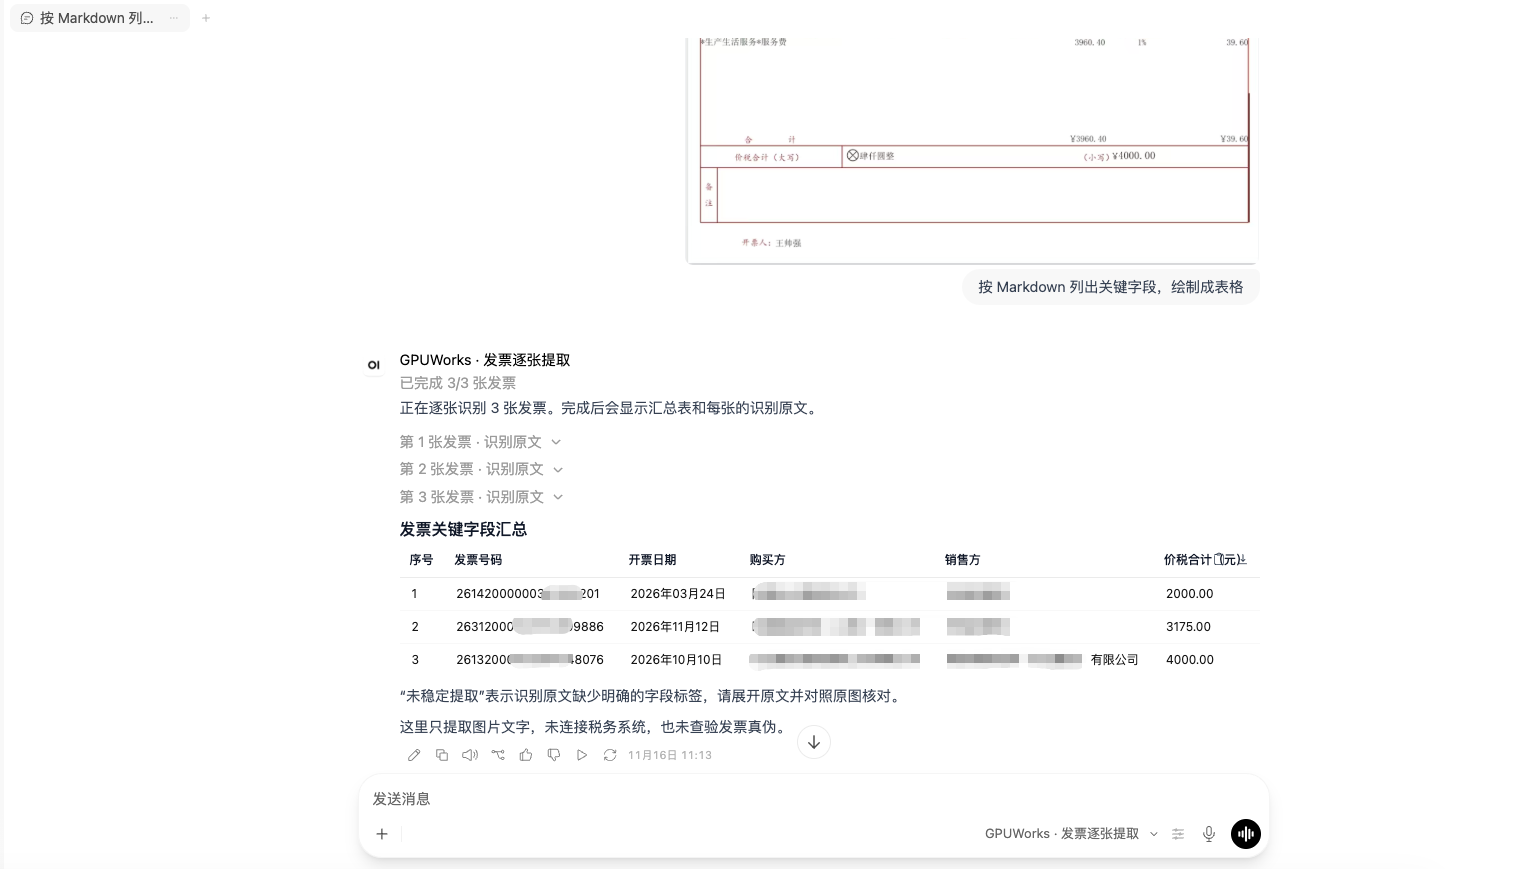 按 Markdown 列...
*生产生活服务*服务费 3960.40 1% 39.60
合 计 ¥3960.40 ¥39.60
价税合计（大写） 肆仟圆整 （小写）¥4000.00
备
注
开票人：王帅强
按 Markdown 列出关键字段，绘制成表格
OI
GPUWorks · 发票逐张提取
已完成 3/3 张发票
正在逐张识别 3 张发票。完成后会显示汇总表和每张的识别原文。
第 1 张发票 · 识别原文
第 2 张发票 · 识别原文
第 3 张发票 · 识别原文
发票关键字段汇总
序号 发票号码 开票日期 购买方 销售方 价税合计(元)
1 261420000003 201 2026年03月24日 2000.00
2 26312000 9886 2026年11月12日 3175.00
3 2613200 8076 2026年10月10日 有限公司 4000.00
“未稳定提取”表示识别原文缺少明确的字段标签，请展开原文并对照原图核对。
这里只提取图片文字，未连接税务系统，也未查验发票真伪。
11月16日 11:13
发送消息
GPUWorks · 发票逐张提取